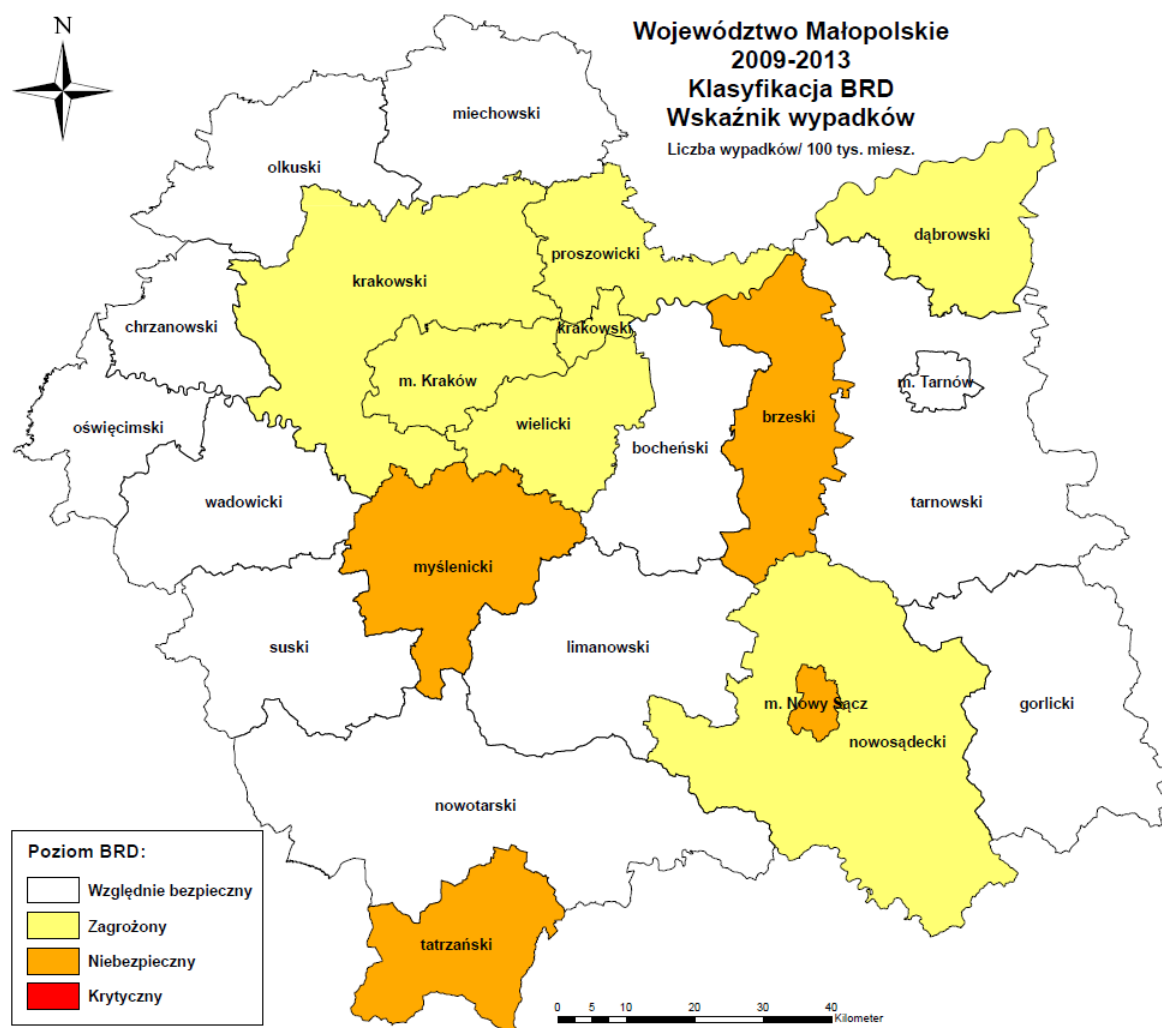 N
Województwo Małopolskie
2009-2013
Klasyfikacja BRD
Wskaźnik wypadków
Liczba wypadków/ 100 tys. miesz.
miechowski
olkuski
dąbrowski
proszowicki
krakowski
chrzanowski
krakowski
m. Kraków
m. Tarnów
oświęcimski
wielicki
brzeski
bocheński
wadowicki
tarnowski
myślenicki
suski
limanowski
m. Nowy Sącz
gorlicki
nowosądecki
nowotarski
tatrzański
Poziom BRD:
Względnie bezpieczny
Zagrożony
Niebezpieczny
Krytyczny
0 5 10 20 30 40
Kilometer